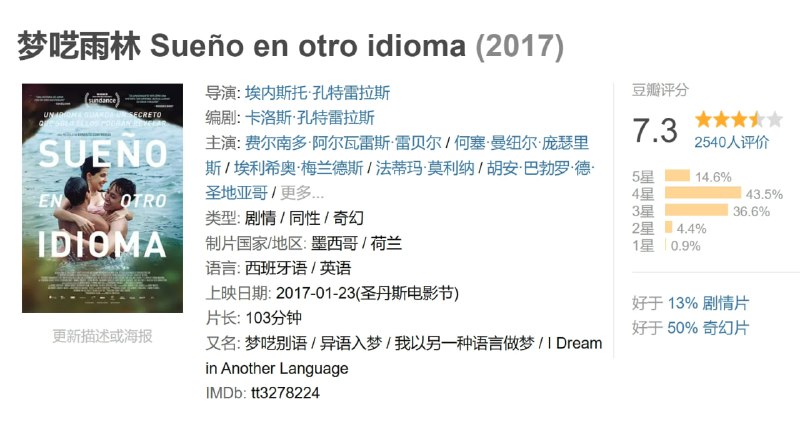 梦呓雨林 Sueño en otro idioma (2017)
sundance
UN IDIOMA GUARDA UN SECRETO
QUE SÓLO ELLOS PODRÁN REVELAR.
SUEÑO
EN OTRO
IDIOMA
更新描述或海报
导演: 埃内斯托·孔特雷拉斯
编剧: 卡洛斯·孔特雷拉斯
主演: 费尔南多·阿尔瓦雷斯·雷贝尔 / 何塞·曼纽尔·庞瑟里
斯 / 埃利希奥·梅兰德斯 / 法蒂玛·莫利纳 / 胡安·巴勃罗·德·
圣地亚哥 / 更多...
类型: 剧情 / 同性 / 奇幻
制片国家/地区: 墨西哥 / 荷兰
语言: 西班牙语 / 英语
上映日期: 2017-01-23(圣丹斯电影节)
片长: 103分钟
又名: 梦呓别语 / 异语入梦 / 我以另一种语言做梦 / I Dream
in Another Language
IMDb: tt3278224
豆瓣评分
7.3
2540人评价
5星 14.6%
4星 43.5%
3星 36.6%
2星 4.4%
1星 0.9%
好于 13% 剧情片
好于 50% 奇幻片